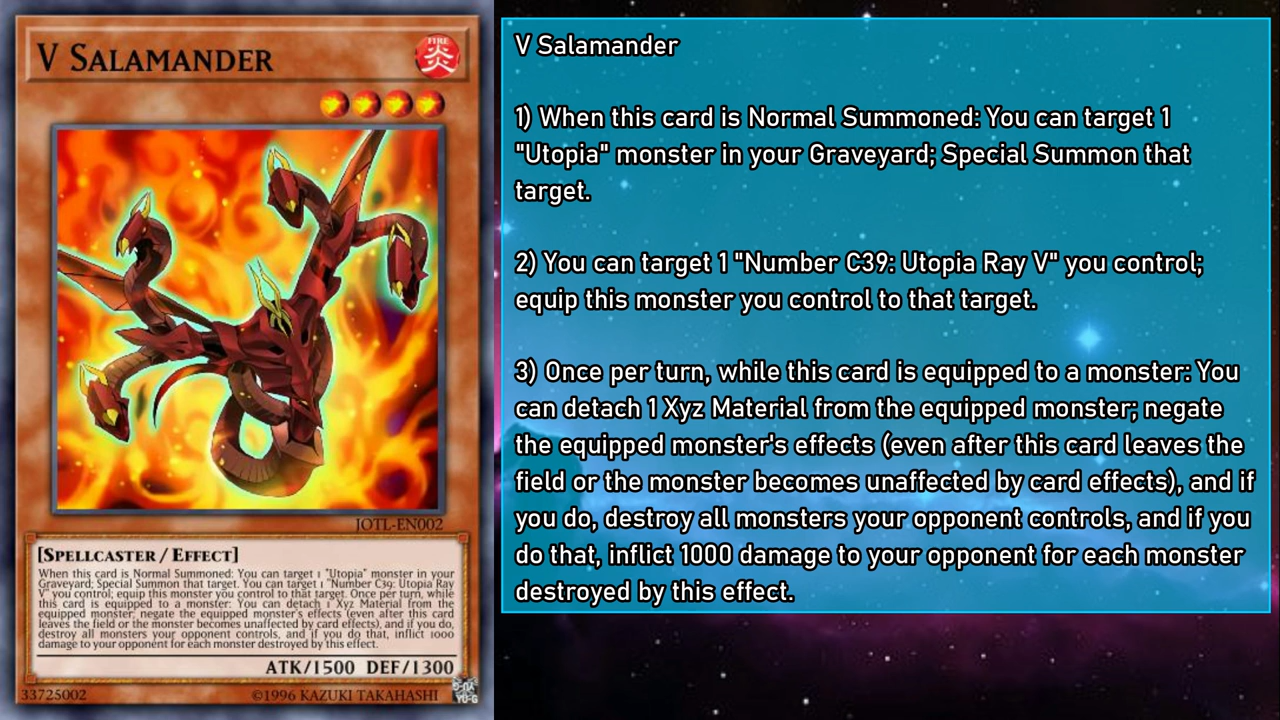 V Salamander
FIRE
炎
JOTL-EN002
[Spellcaster / Effect]
When this card is Normal Summoned: You can target 1 "Utopia" monster in your
Graveyard; Special Summon that target. You can target 1 "Number C39: Utopia Ray
V" you control; equip this monster you control to that target. Once per turn, while
this card is equipped to a monster: You can detach 1 Xyz Material from the
equipped monster; negate the equipped monster's effects (even after this card
leaves the field or the monster becomes unaffected by card effects), and if you do,
destroy all monsters your opponent controls, and if you do that, inflict 1000
damage to your opponent for each monster destroyed by this effect.
ATK/1500 DEF/1300
33725002
©1996 KAZUKI TAKAHASHI
V Salamander
1) When this card is Normal Summoned: You can target 1
"Utopia" monster in your Graveyard; Special Summon that
target.
2) You can target 1 "Number C39: Utopia Ray V" you control;
equip this monster you control to that target.
3) Once per turn, while this card is equipped to a monster: You
can detach 1 Xyz Material from the equipped monster; negate
the equipped monster's effects (even after this card leaves the
field or the monster becomes unaffected by card effects), and if
you do, destroy all monsters your opponent controls, and if you
do that, inflict 1000 damage to your opponent for each monster
destroyed by this effect.